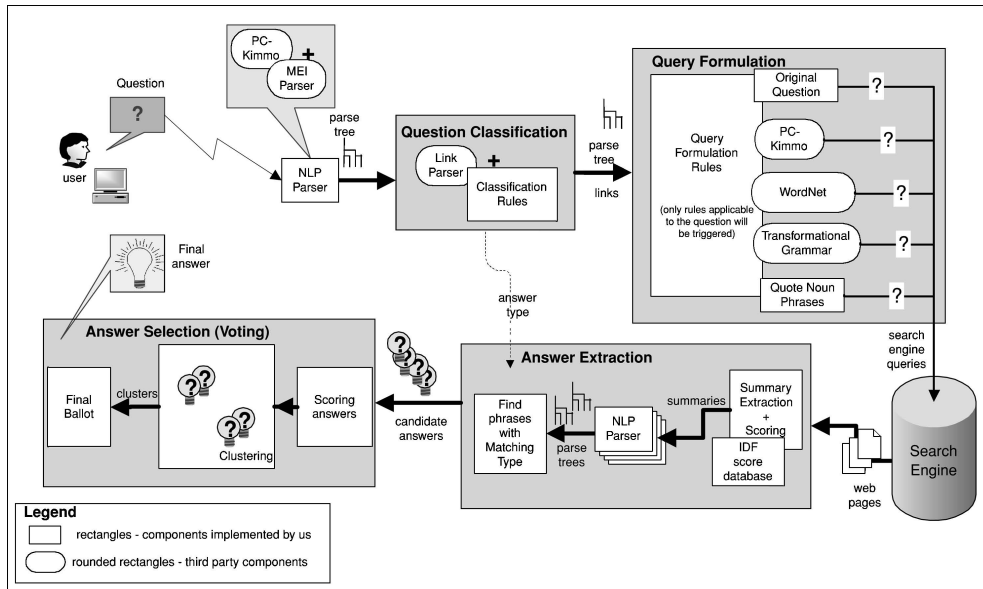 PC-
Kimmo
+
MEI
Parser
Question
?
user
NLP
Parser
parse
tree
Question Classification
Link
Parser
+
Classification
Rules
parse
tree
links
Query Formulation
Query
Formulation
Rules
(only rules applicable
to the question will
be triggered)
Original
Question
?
PC-
Kimmo
?
WordNet
?
Transformational
Grammar
?
Quote Noun
Phrases
?
search
engine
queries
Search
Engine
web
pages
answer
type
Answer Extraction
Summary
Extraction
+
Scoring
IDF
score
database
summaries
NLP
Parser
parse
trees
Find
phrases
with
Matching
Type
?
?
?
?
candidate
answers
Answer Selection (Voting)
Scoring
answers
?
?
?
?
Clustering
clusters
Final
Ballot
Final
answer
Legend
rectangles - components implemented by us
rounded rectangles - third party components